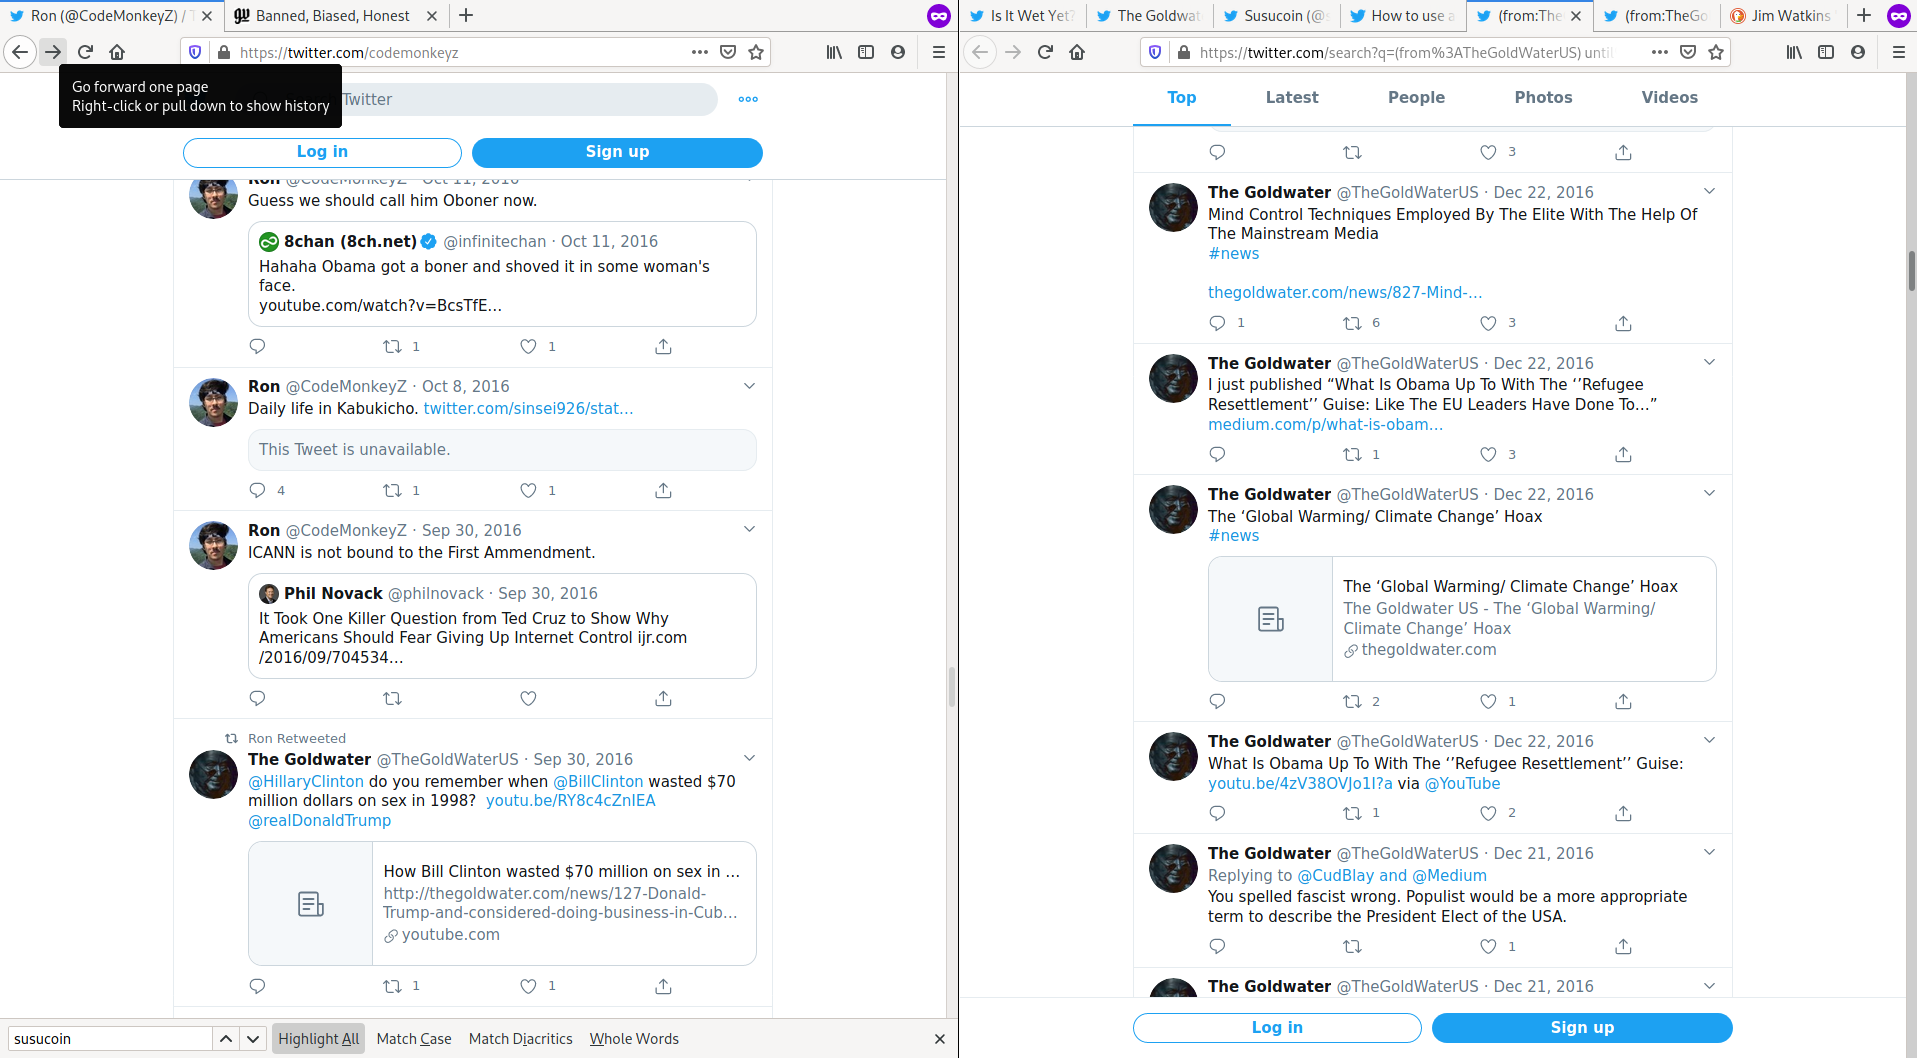 Ron (@CodeMonkeyZ) / T
Banned, Biased, Honest
https://twitter.com/codemonkeyz
Go forward one page
Right-click or pull down to show history
Twitter
Log in
Sign up
Ron @CodeMonkeyZ · Oct 11, 2016
Guess we should call him Oboner now.
8chan (8ch.net) @infinitechan · Oct 11, 2016
Hahaha Obama got a boner and shoved it in some woman's
face.
youtube.com/watch?v=BcsTfE…
1
1
Ron @CodeMonkeyZ · Oct 8, 2016
Daily life in Kabukicho. twitter.com/sinsei926/stat…
This Tweet is unavailable.
4
1
1
Ron @CodeMonkeyZ · Sep 30, 2016
ICANN is not bound to the First Ammendment.
Phil Novack @philnovack · Sep 30, 2016
It Took One Killer Question from Ted Cruz to Show Why
Americans Should Fear Giving Up Internet Control ijr.com
/2016/09/704534…
Ron Retweeted
The Goldwater @TheGoldWaterUS · Sep 30, 2016
@HillaryClinton do you remember when @BillClinton wasted $70
million dollars on sex in 1998? youtu.be/RY8c4cZnIEA
@realDonaldTrump
How Bill Clinton wasted $70 million on sex in …
http://thegoldwater.com/news/127-Donald-
Trump-and-considered-doing-business-in-Cub…
youtube.com
1
1
susucoin
Highlight All
Match Case
Match Diacritics
Whole Words
Is It Wet Yet?
The Goldwat
Susucoin (@
How to use a
(from:The
(from:TheGo
Jim Watkins
https://twitter.com/search?q=(from%3ATheGoldWaterUS) until
Top
Latest
People
Photos
Videos
3
The Goldwater @TheGoldWaterUS · Dec 22, 2016
Mind Control Techniques Employed By The Elite With The Help Of
The Mainstream Media
#news
thegoldwater.com/news/827-Mind-…
1
6
3
The Goldwater @TheGoldWaterUS · Dec 22, 2016
I just published “What Is Obama Up To With The ‘’Refugee
Resettlement’’ Guise: Like The EU Leaders Have Done To…”
medium.com/p/what-is-obam…
1
3
The Goldwater @TheGoldWaterUS · Dec 22, 2016
The ‘Global Warming/ Climate Change’ Hoax
#news
The ‘Global Warming/ Climate Change’ Hoax
The Goldwater US - The ‘Global Warming/
Climate Change’ Hoax
thegoldwater.com
2
1
The Goldwater @TheGoldWaterUS · Dec 22, 2016
What Is Obama Up To With The ‘’Refugee Resettlement’’ Guise:
youtu.be/4zV38OVJo1I?a via @YouTube
1
2
The Goldwater @TheGoldWaterUS · Dec 21, 2016
Replying to @CudBlay and @Medium
You spelled fascist wrong. Populist would be a more appropriate
term to describe the President Elect of the USA.
1
The Goldwater @TheGoldWaterUS · Dec 21, 2016
Log in
Sign up